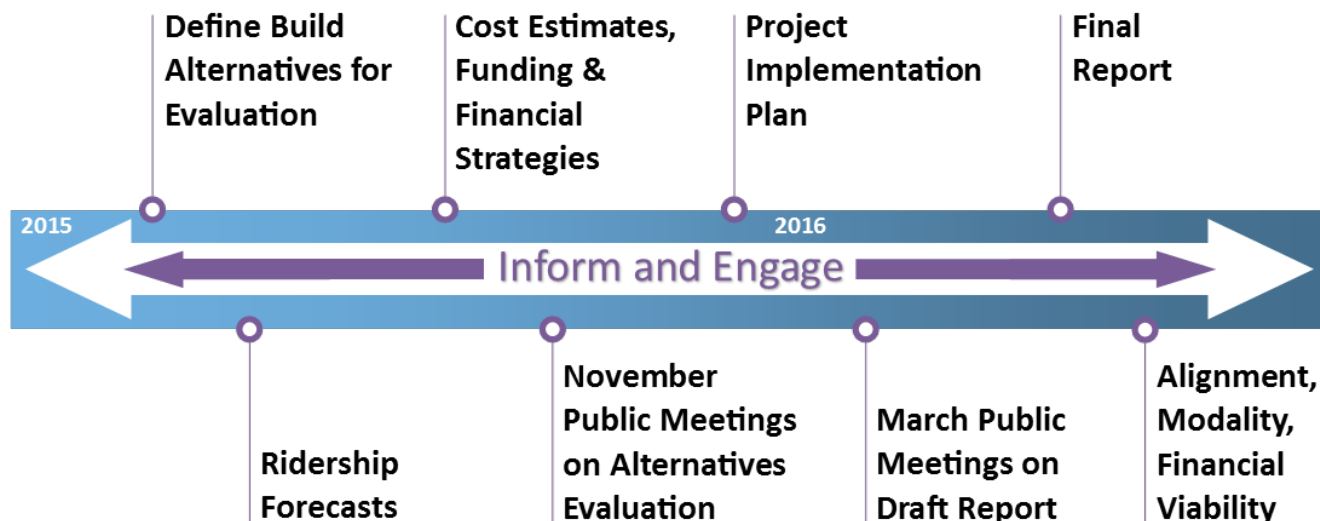 Define Build
Alternatives for
Evaluation
Cost Estimates,
Funding &
Financial
Strategies
Project
Implementation
Plan
Final
Report
2015
2016
Inform and Engage
Ridership
Forecasts
November
Public Meetings
on Alternatives
Evaluation
March Public
Meetings on
Draft Report
Alignment,
Modality,
Financial
Viability